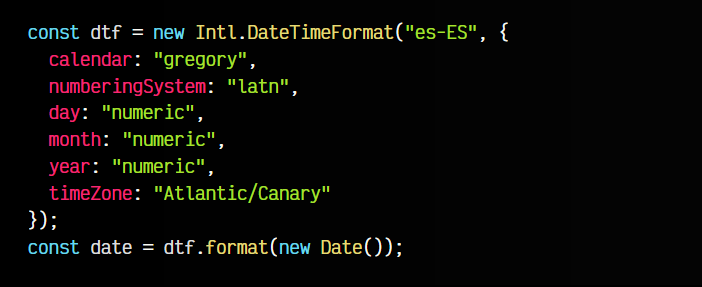 const dtf = new Intl.DateTimeFormat("es-ES", {
  calendar: "gregory",
  numberingSystem: "latn",
  day: "numeric",
  month: "numeric",
  year: "numeric",
  timeZone: "Atlantic/Canary"
});
const date = dtf.format(new Date());